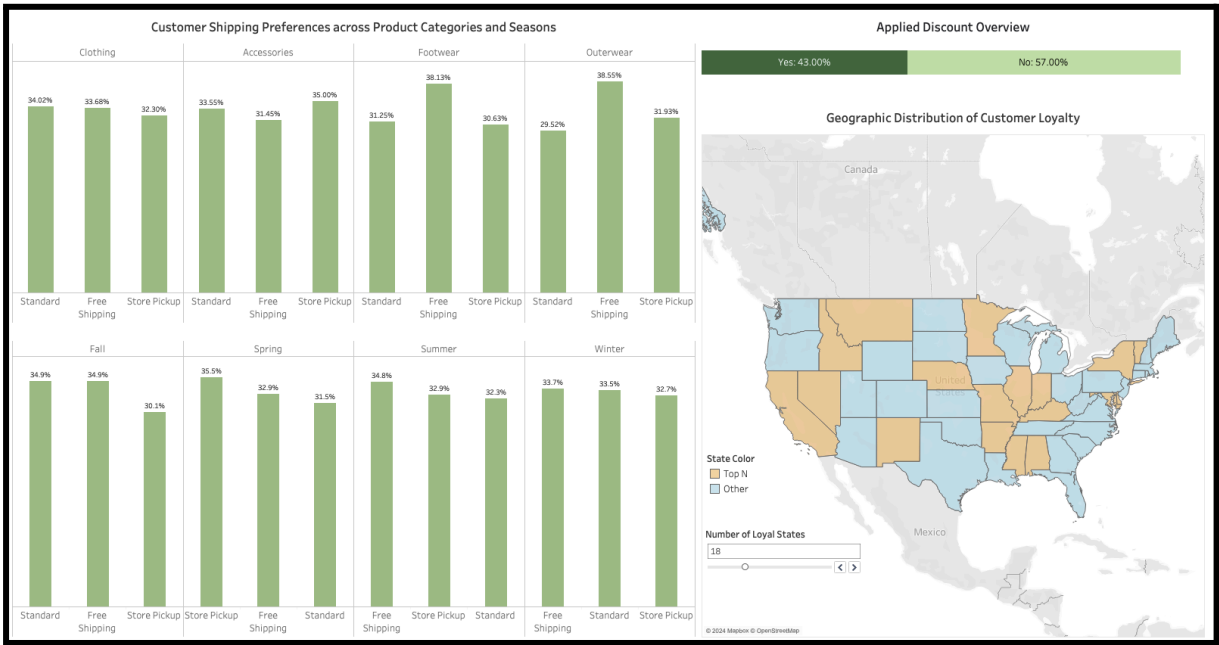 Customer Shipping Preferences across Product Categories and Seasons
Clothing
Accessories
Footwear
Outerwear
34.02%
33.68%
32.30%
33.55%
31.45%
35.00%
31.25%
38.13%
30.63%
29.52%
38.55%
31.93%
Standard
Free
Shipping
Store Pickup
Standard
Free
Shipping
Store Pickup
Standard
Free
Shipping
Store Pickup
Standard
Free
Shipping
Store Pickup
Fall
Spring
Summer
Winter
34.9%
34.9%
30.1%
35.5%
32.9%
31.5%
34.8%
32.9%
32.3%
33.7%
33.5%
32.7%
Standard
Free
Shipping
Store Pickup
Store Pickup
Free
Shipping
Standard
Free
Shipping
Store Pickup
Standard
Free
Shipping
Standard
Store Pickup
Applied Discount Overview
Yes: 43.00%
No: 57.00%
Geographic Distribution of Customer Loyalty
Canada
United
States
Mexico
State Color
Top N
Other
Number of Loyal States
18
© 2024 Mapbox © OpenStreetMap